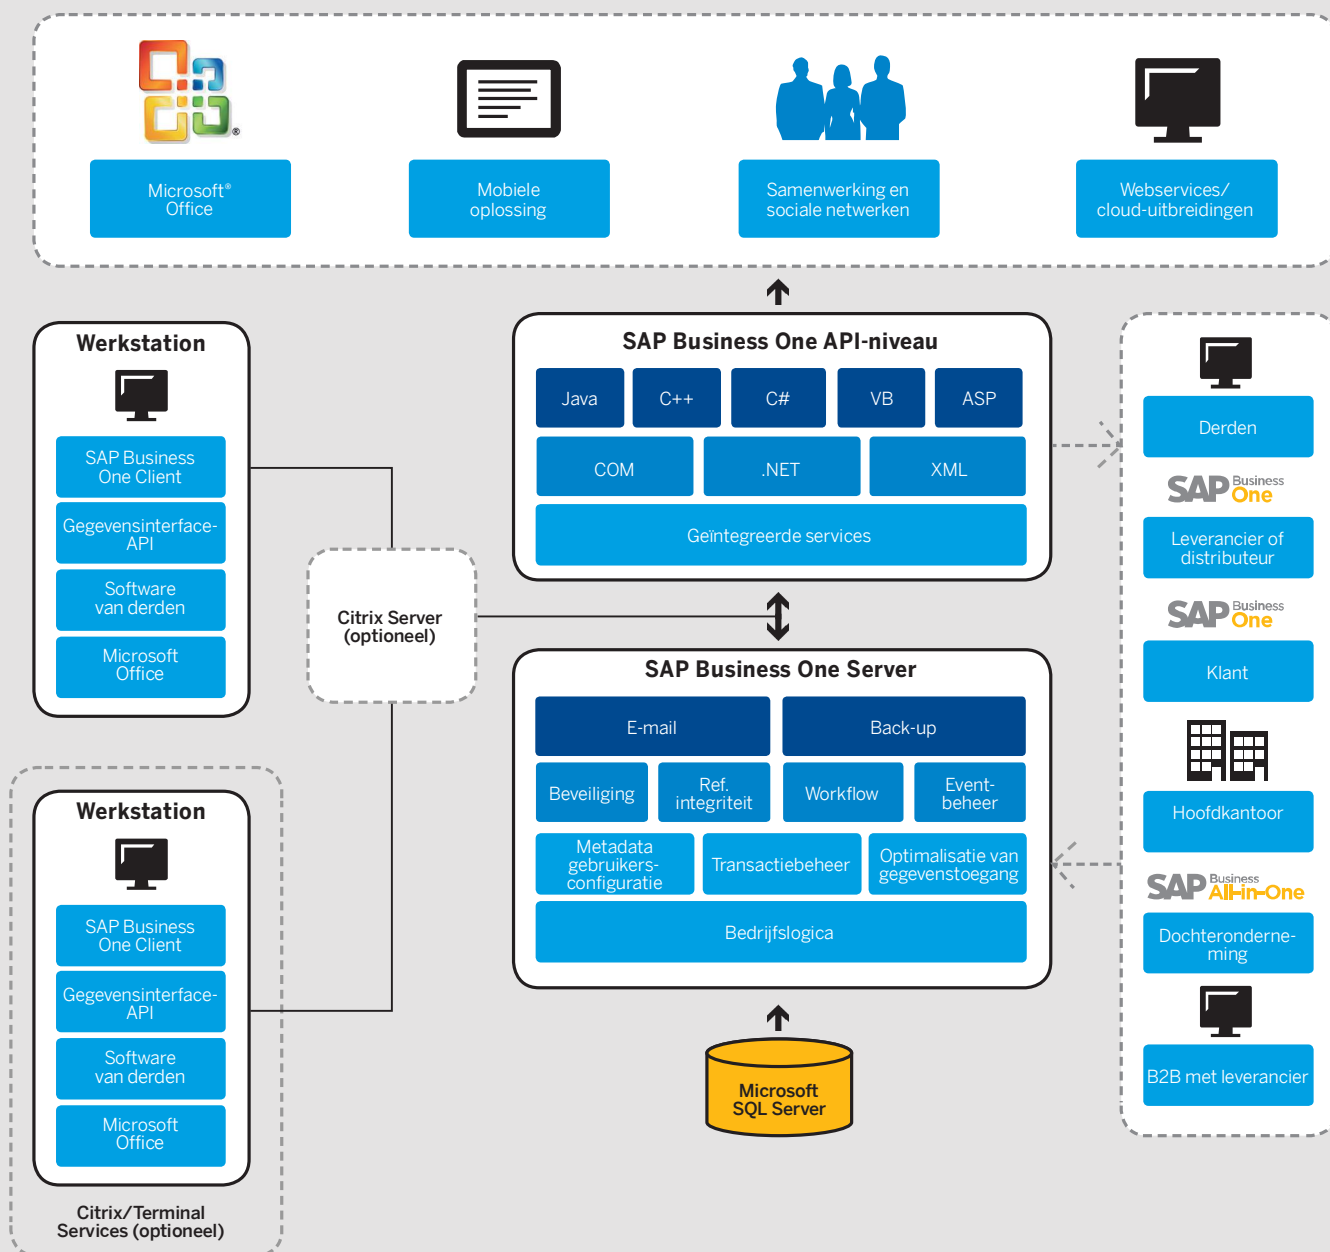 Microsoft®
Office
Mobiele
oplossing
Samenwerking en
sociale netwerken
Webservices/
cloud-uitbreidingen
Werkstation
SAP Business
One Client
Gegevensinterface-
API
Software
van derden
Microsoft
Office
Citrix Server
(optioneel)
SAP Business One API-niveau
Java
C++
C#
VB
ASP
COM
.NET
XML
Geïntegreerde services
SAP Business One Server
E-mail
Back-up
Beveiliging
Ref.
integriteit
Workflow
Event-
beheer
Metadata
gebruikers-
configuratie
Transactiebeheer
Optimalisatie van
gegevenstoegang
Bedrijfslogica
Microsoft
SQL Server
Werkstation
SAP Business
One Client
Gegevensinterface-
API
Software
van derden
Microsoft
Office
Citrix/Terminal
Services (optioneel)
Derden
SAP Business
One
Leverancier of
distributeur
SAP Business
One
Klant
Hoofdkantoor
SAP Business
All-in-One
Dochteronderne-
ming
B2B met leverancier